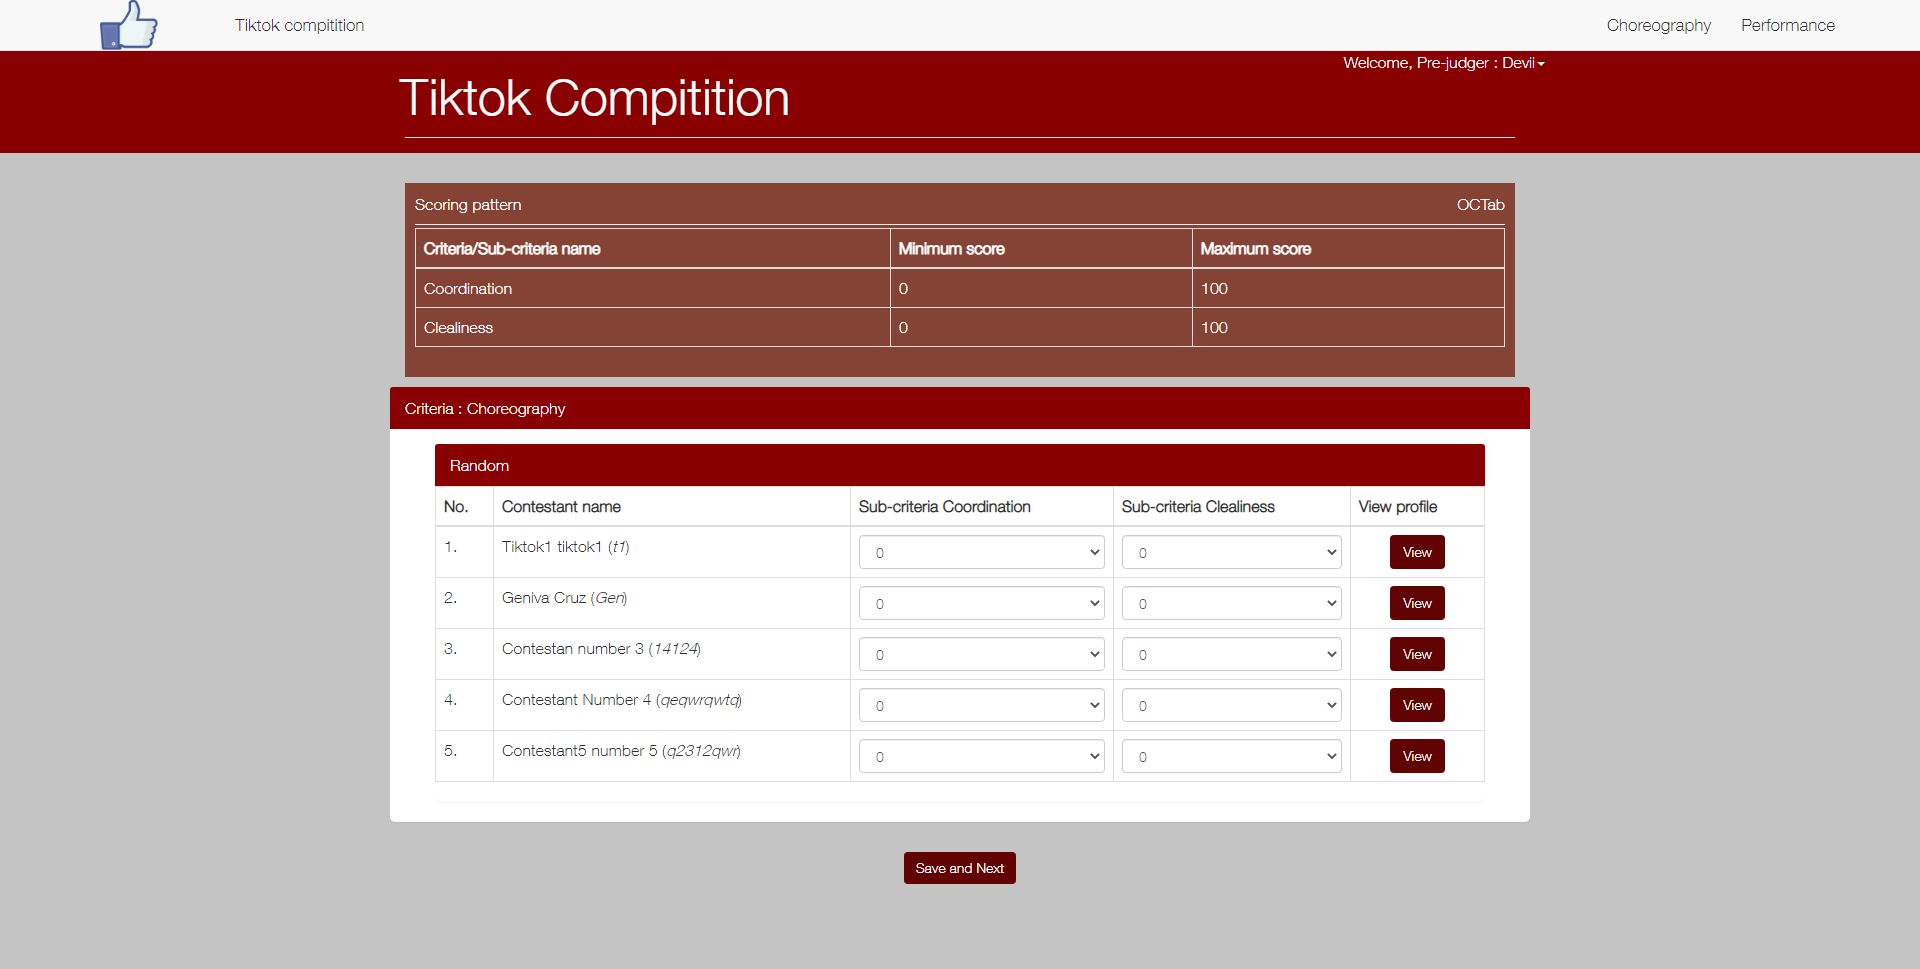 Tiktok compitition Choreography Performance
Welcome, Pre-judger : Devii
Tiktok Compitition
Scoring pattern OCTab
Criteria/Sub-criteria name Minimum score Maximum score
Coordination 0 100
Clealiness 0 100
Criteria : Choreography
Random
No. Contestant name Sub-criteria Coordination Sub-criteria Clealiness View profile
1. Tiktok1 tiktok1 (t1) 0 0 View
2. Geniva Cruz (Gen) 0 0 View
3. Contestan number 3 (14124) 0 0 View
4. Contestant Number 4 (qeqwrqwtq) 0 0 View
5. Contestant5 number 5 (q2312qwr) 0 0 View
Save and Next